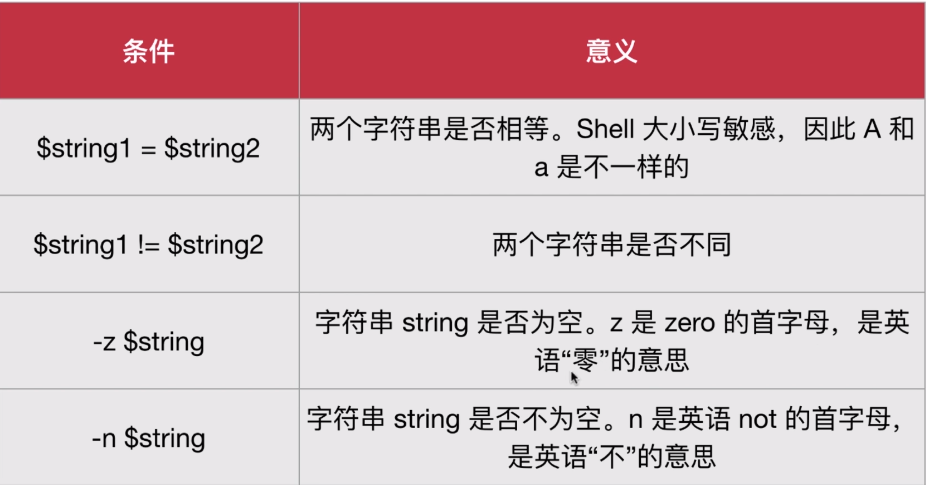 条件
意义
$string1 = $string2
两个字符串是否相等。Shell 大小写敏感，因此 A 和
a 是不一样的
$string1 != $string2
两个字符串是否不同
-z $string
字符串 string 是否为空。z 是 zero 的首字母，是英
语“零”的意思
-n $string
字符串 string 是否不为空。n 是英语 not 的首字母，
是英语“不”的意思